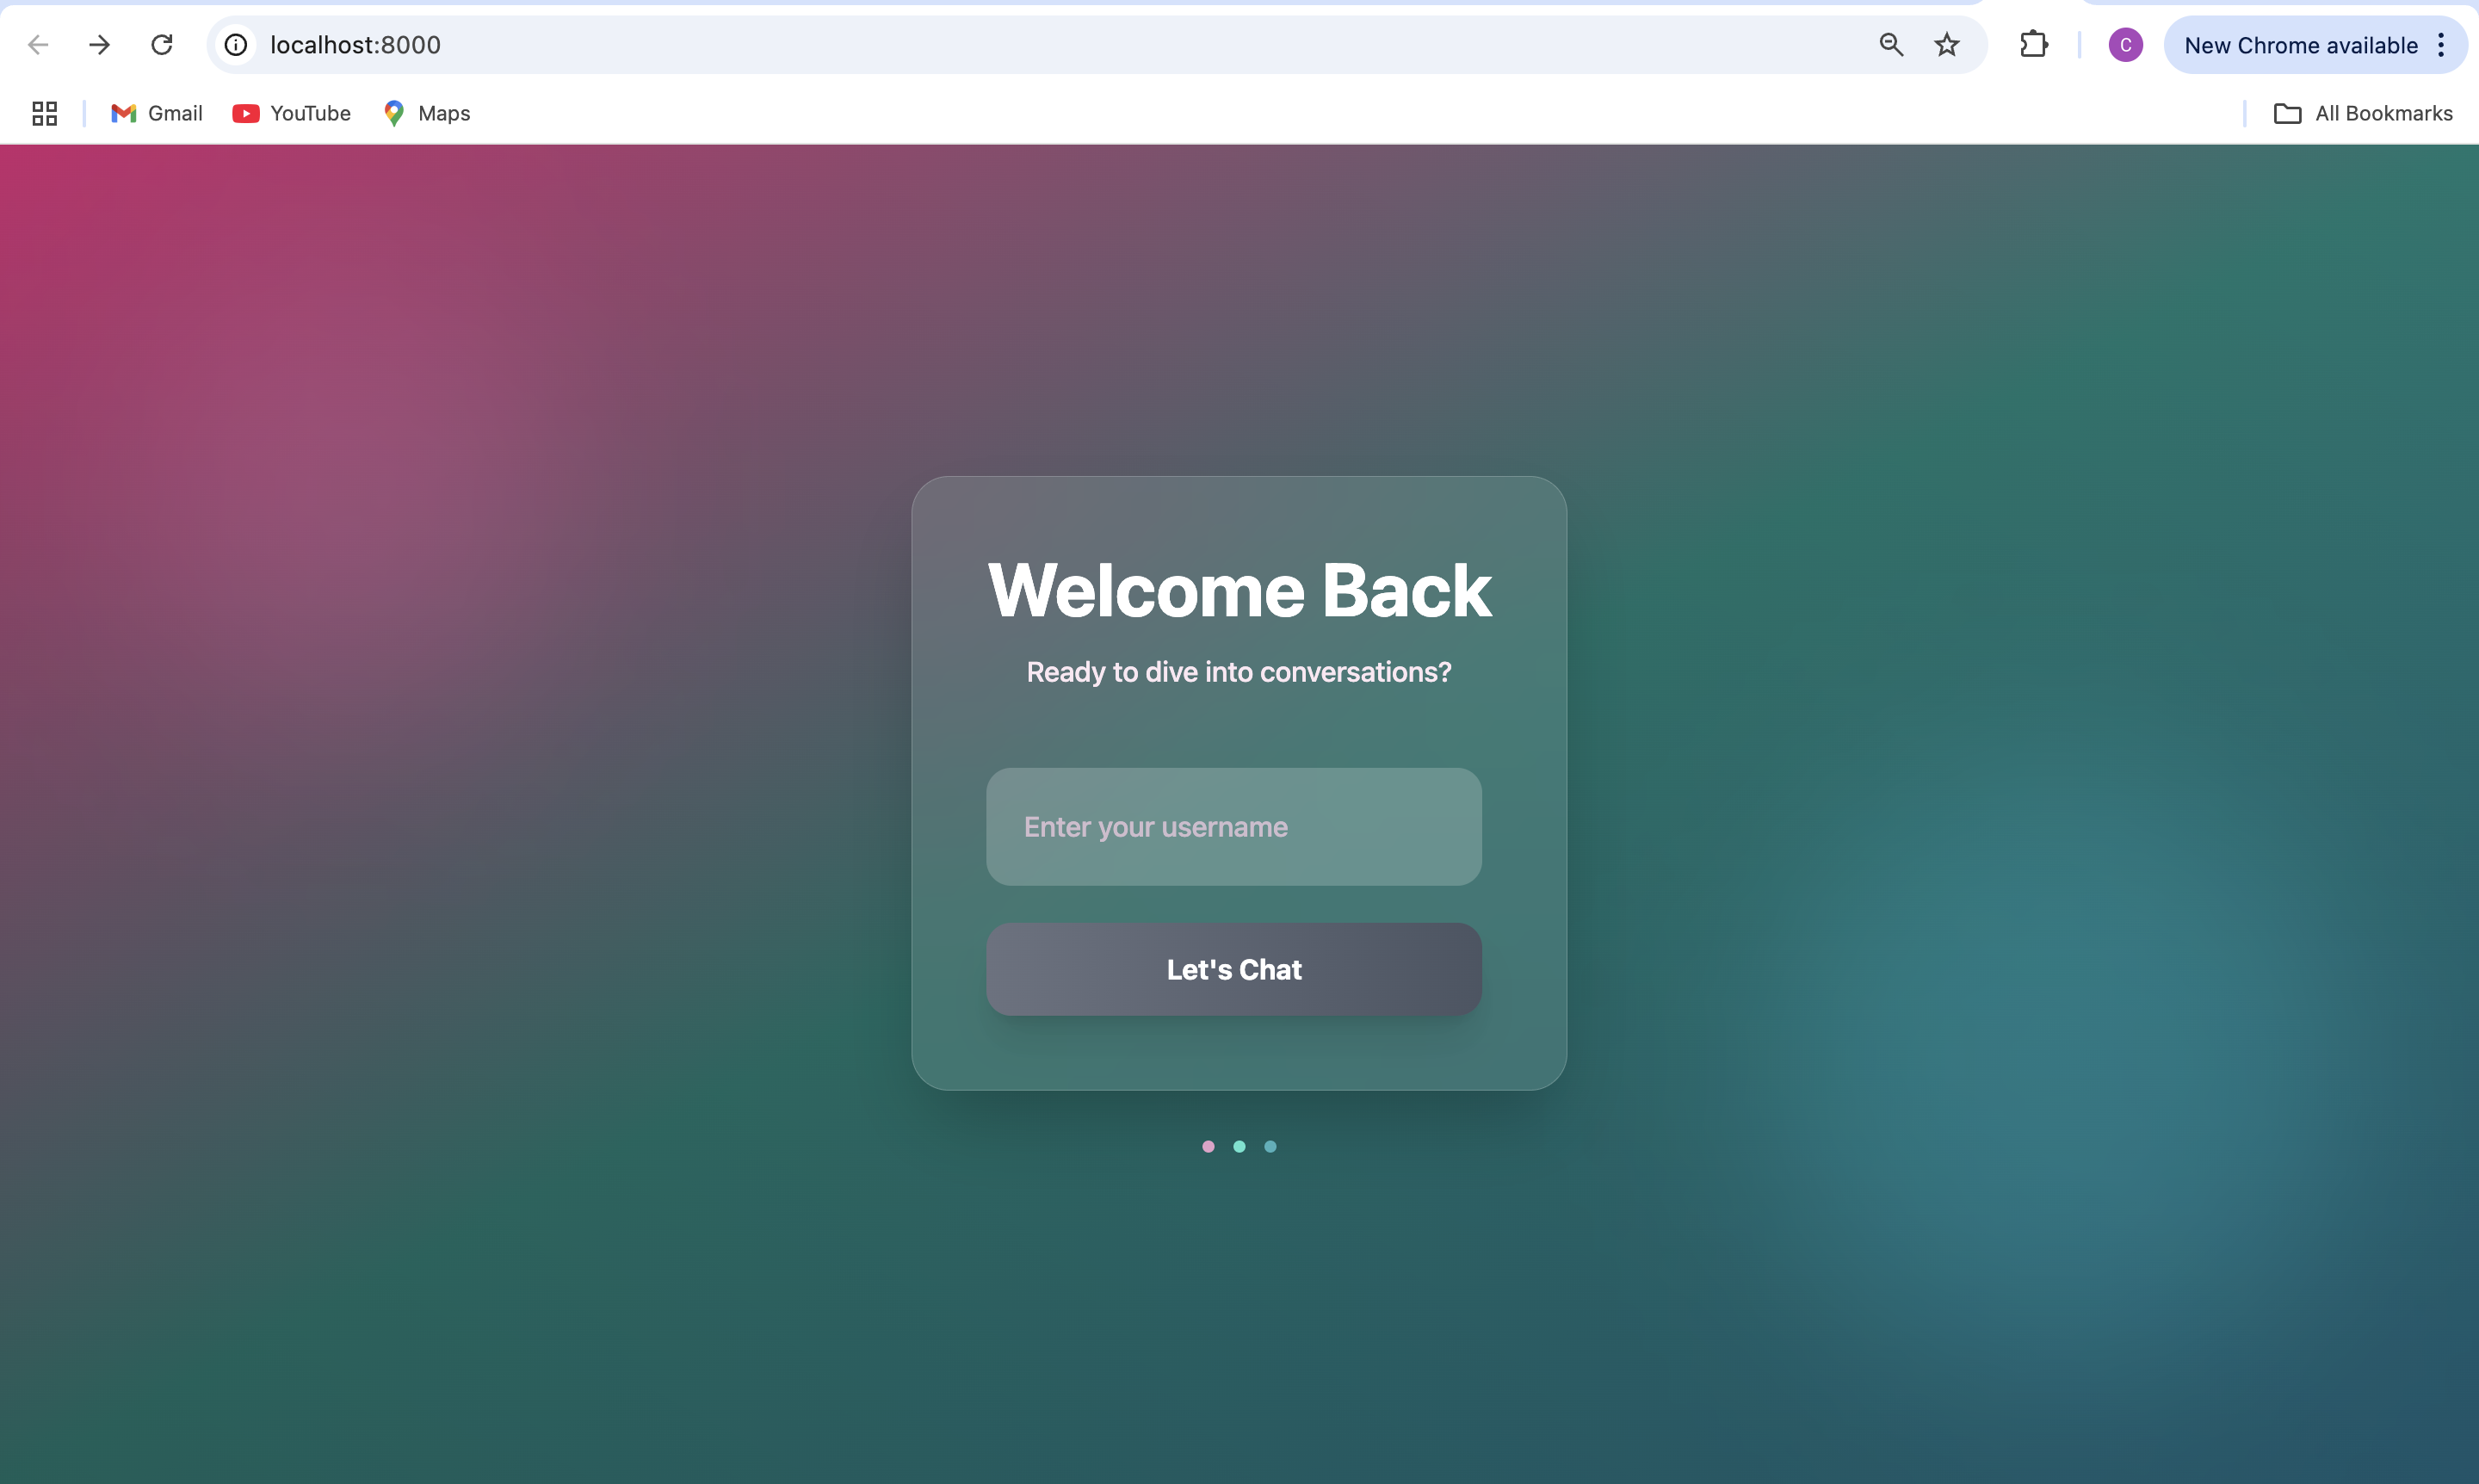 localhost:8000
C
New Chrome available
Gmail
YouTube
Maps
All Bookmarks
Welcome Back
Ready to dive into conversations?
Enter your username
Let's Chat